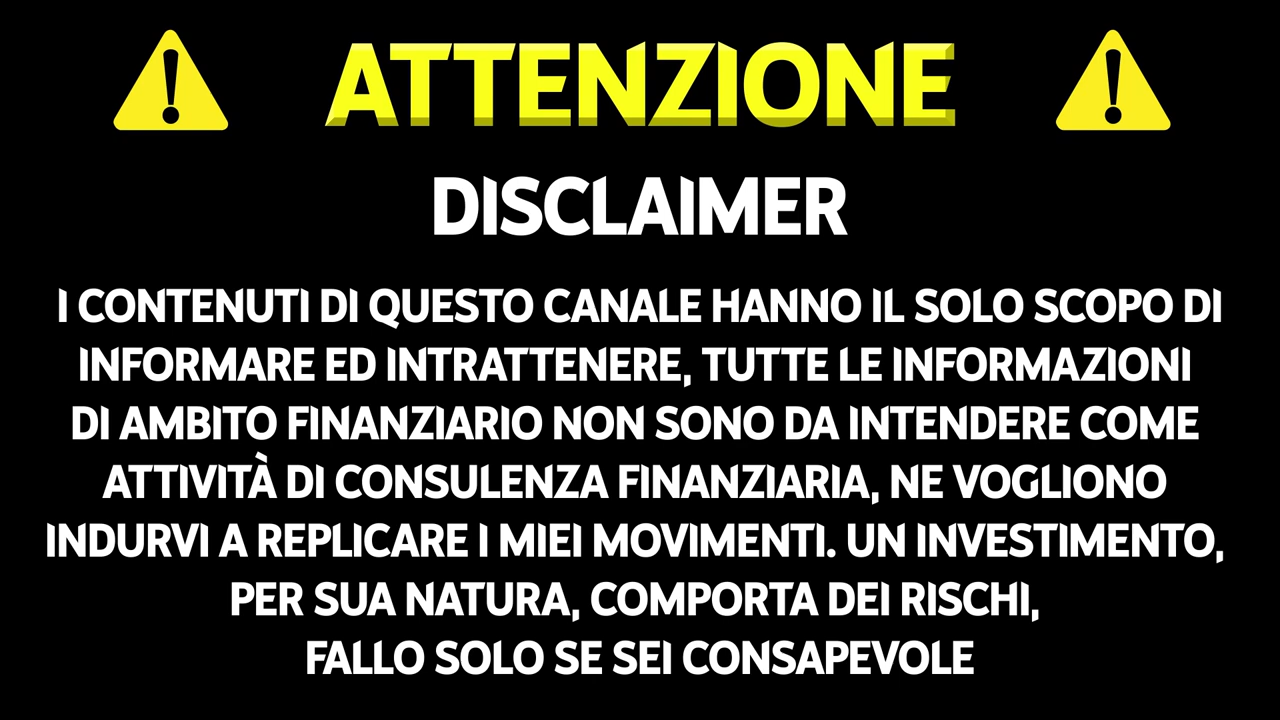 ATTENZIONE
DISCLAIMER
I CONTENUTI DI QUESTO CANALE HANNO IL SOLO SCOPO DI
INFORMARE ED INTRATTENERE, TUTTE LE INFORMAZIONI
DI AMBITO FINANZIARIO NON SONO DA INTENDERE COME
ATTIVITÀ DI CONSULENZA FINANZIARIA, NE VOGLIONO
INDURVI A REPLICARE I MIEI MOVIMENTI. UN INVESTIMENTO,
PER SUA NATURA, COMPORTA DEI RISCHI,
FALLO SOLO SE SEI CONSAPEVOLE